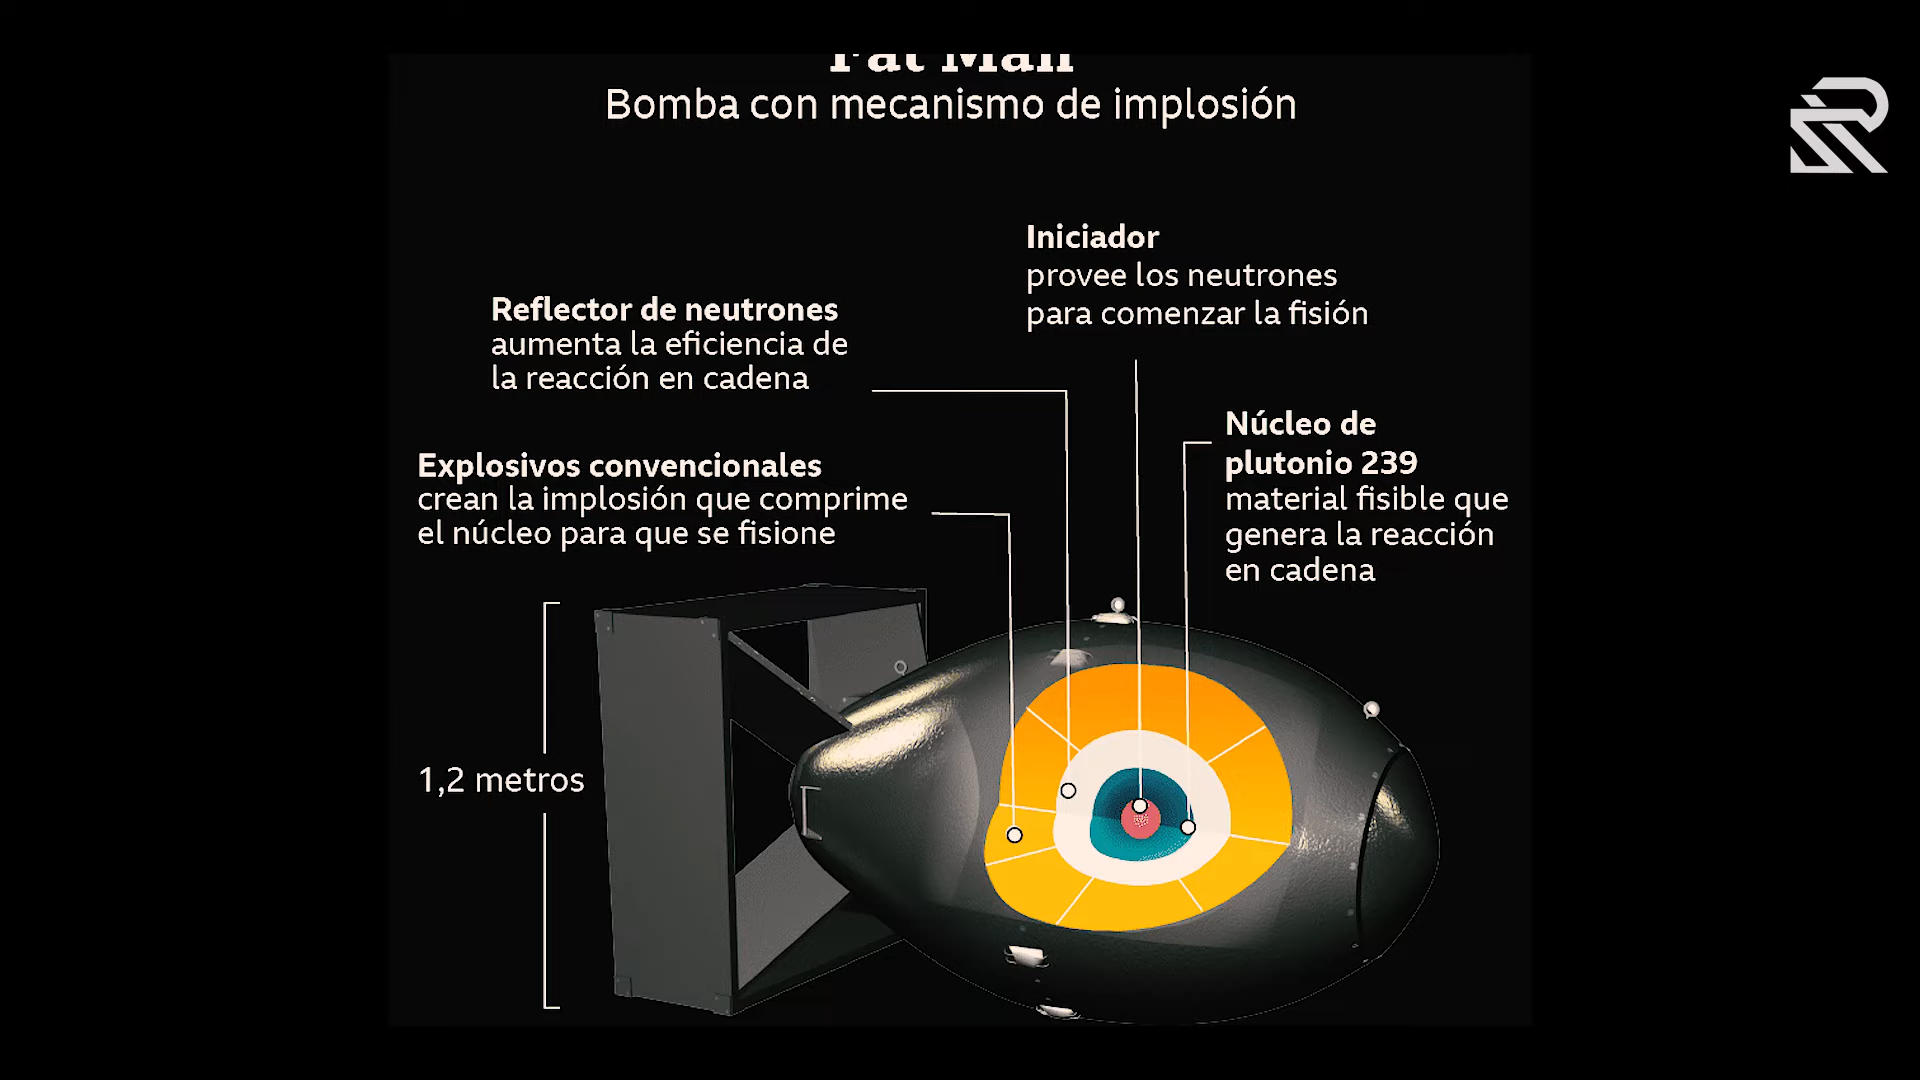 Fat Man
Bomba con mecanismo de implosión
Iniciador
provee los neutrones
para comenzar la fisión
Reflector de neutrones
aumenta la eficiencia de
la reacción en cadena
Núcleo de
plutonio 239
material fisible que
genera la reacción
en cadena
Explosivos convencionales
crean la implosión que comprime
el núcleo para que se fisione
1,2 metros